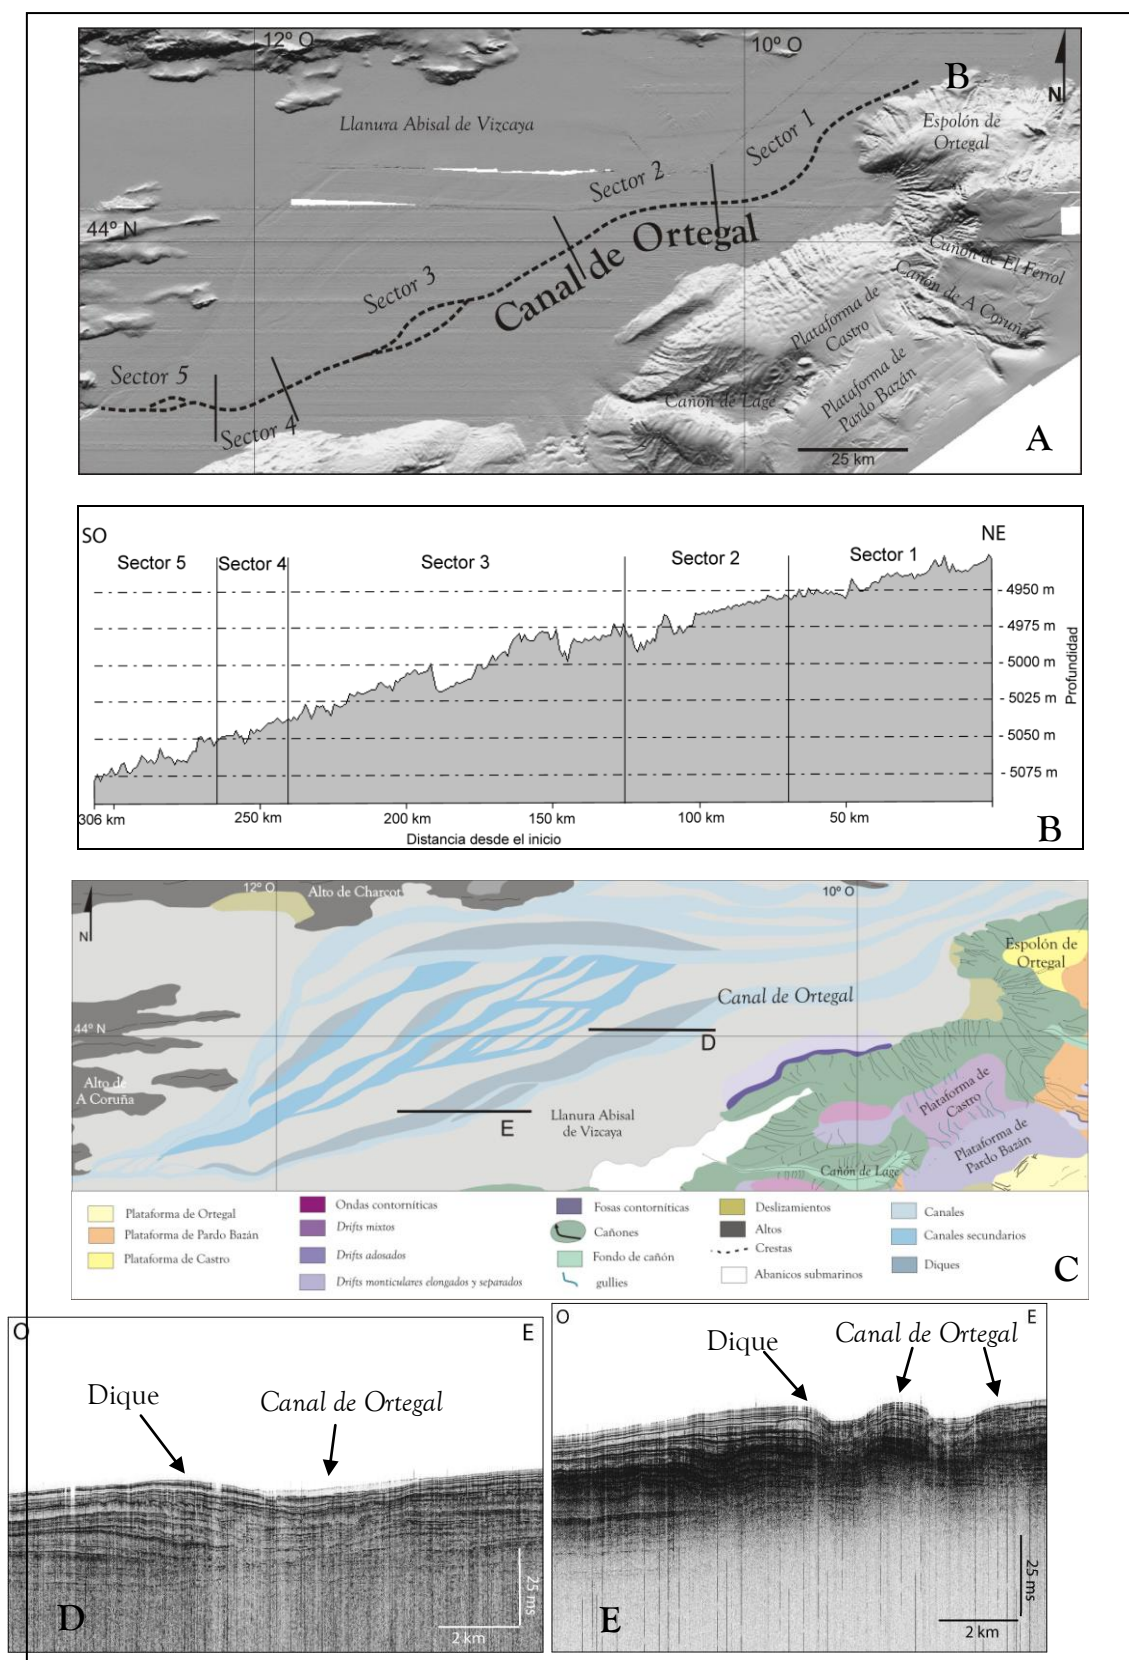 12º O
10º O
B
N
Llanura Abisal de Vizcaya
Sector 1
Espolón de
Ortegal
Sector 2
44º N
Canal de Ortegal
Cañón de El Ferrol
Sector 3
Cañón de A Coruña
Plataforma de
Castro
Plataforma de
Pardo Bazán
Sector 5
Cañón de Lage
Sector 4
25 km
A
SO
NE
Sector 5
Sector 4
Sector 3
Sector 2
Sector 1
- 4950 m
- 4975 m
- 5000 m
- 5025 m
- 5050 m
- 5075 m
Profundidad
306 km
250 km
200 km
150 km
100 km
50 km
Distancia desde el inicio
B
12º O
Alto de Charcot
10º O
N
Espolón de
Ortegal
Canal de Ortegal
44º N
D
Alto de
A Coruña
Plataforma de
Castro
E
Llanura Abisal
de Vizcaya
Plataforma de
Pardo Bazán
Cañón de Lage
Plataforma de Ortegal
Plataforma de Pardo Bazán
Plataforma de Castro
Ondas contorníticas
Drifts mixtos
Drifts adosados
Drifts monticulares elongados y separados
Fosas contorníticas
Cañones
Fondo de cañón
gullies
Deslizamientos
Altos
Crestas
Abanicos submarinos
Canales
Canales secundarios
Diques
C
O
E
Dique
Canal de Ortegal
25 ms
2 km
D
O
E
Dique
Canal de Ortegal
25 ms
2 km
E